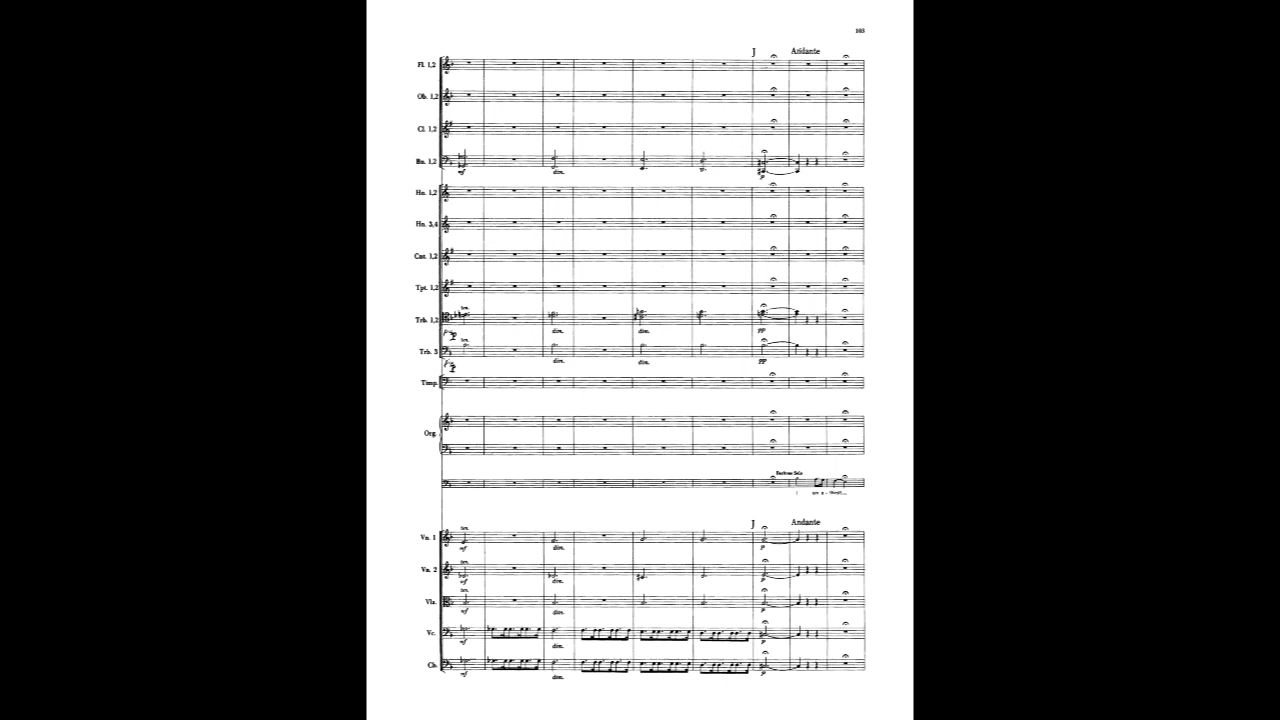 103
J Andante
Fl. 1,2
Ob. 1,2
Cl. 1,2
Bn. 1,2
mf dim. p
Hn. 1,2
Hn. 3,4
Cnt. 1,2
Tpt. 1,2
ten.
Trb. 1,2
dim. dim. pp
ten.
Trb. 3
dim. dim. pp
Timp.
Org.
Baritone Solo
J Andante
ten.
Vn. 1
mf dim. p
ten.
Vn. 2
mf dim. p
ten.
Vla.
mf dim. p
Vc.
mf dim. p
Cb.
mf dim. p